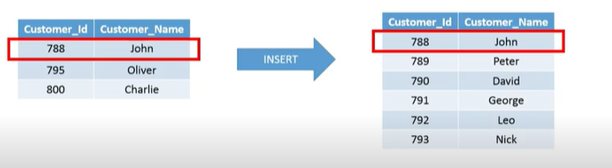 Customer_Id Customer_Name
788 John
795 Oliver
800 Charlie
INSERT
Customer_Id Customer_Name
788 John
789 Peter
790 David
791 George
792 Leo
793 Nick